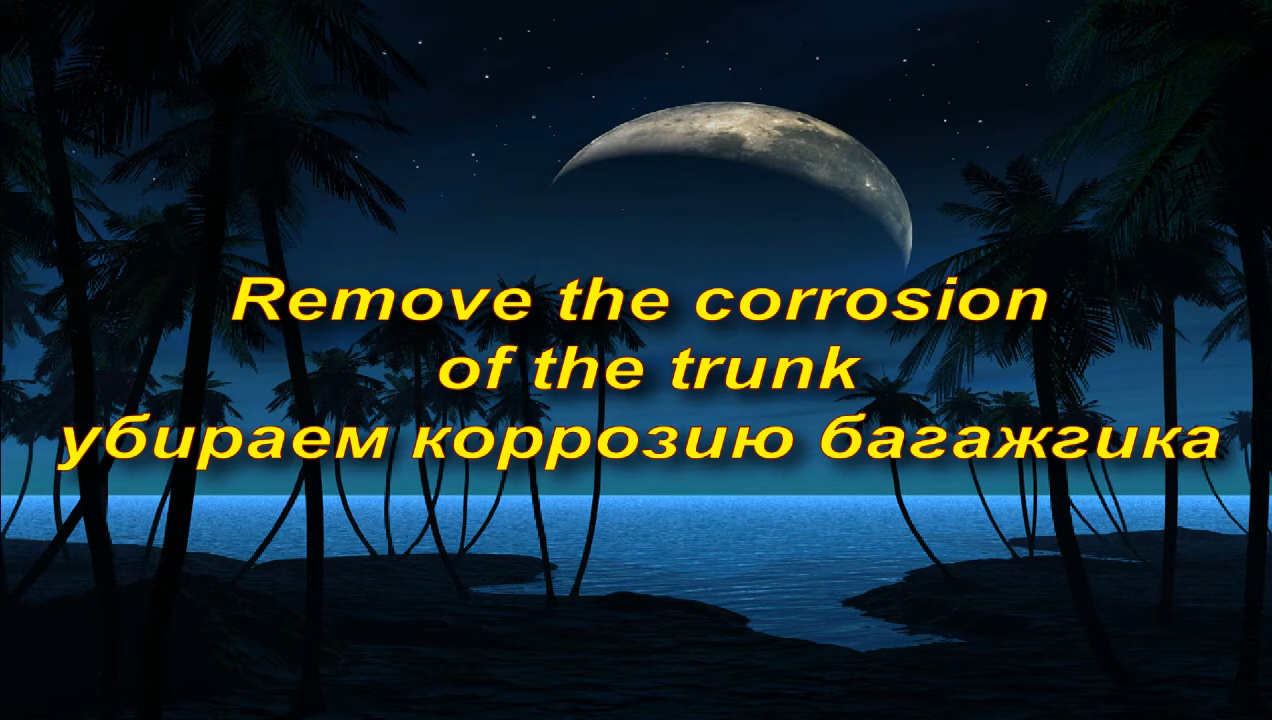 Remove the corrosion
of the trunk
убираем коррозию багажгика